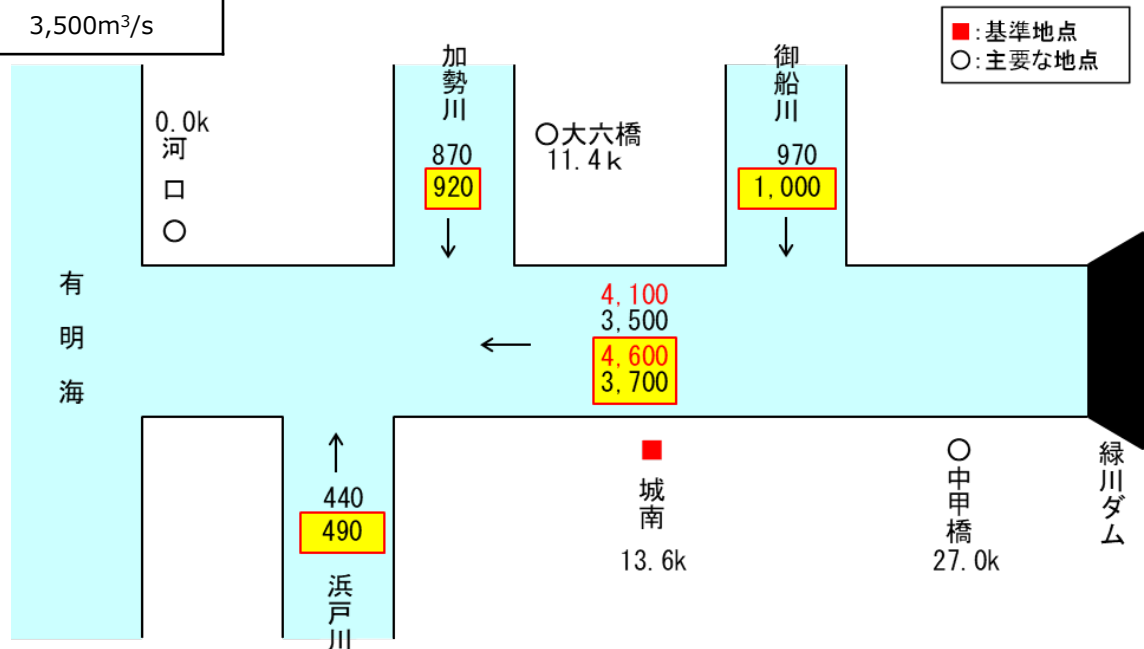 3,500m³/s
■:基準地点
○:主要な地点
加勢川
御船川
0.0k
河口
○
○大六橋
11.4k
870
920
970
1,000
有明海
4,100
3,500
4,600
3,700
440
490
浜戸川
城南
13.6k
○
中甲橋
27.0k
緑川ダム